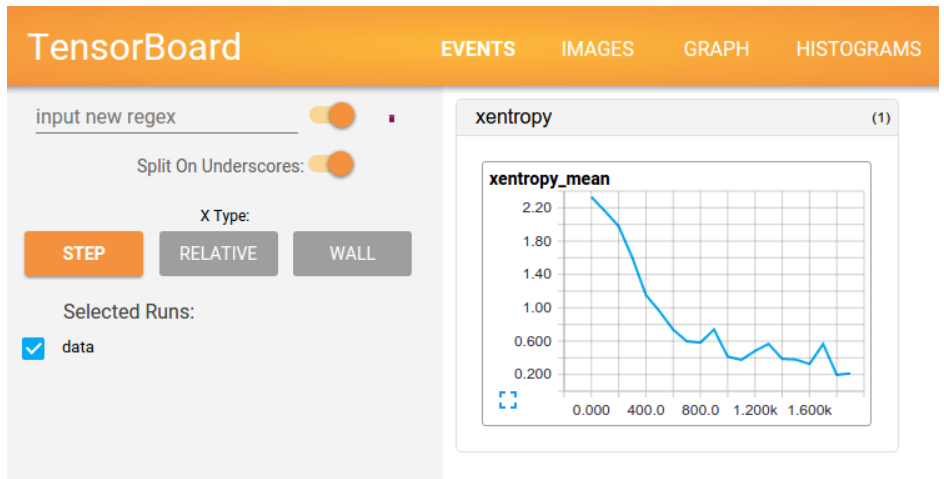 TensorBoard EVENTS IMAGES GRAPH HISTOGRAMS
input new regex
Split On Underscores:
X Type:
STEP RELATIVE WALL
Selected Runs:
data
xentropy (1)
xentropy_mean
2.20
1.80
1.40
1.00
0.600
0.200
0.000 400.0 800.0 1.200k 1.600k